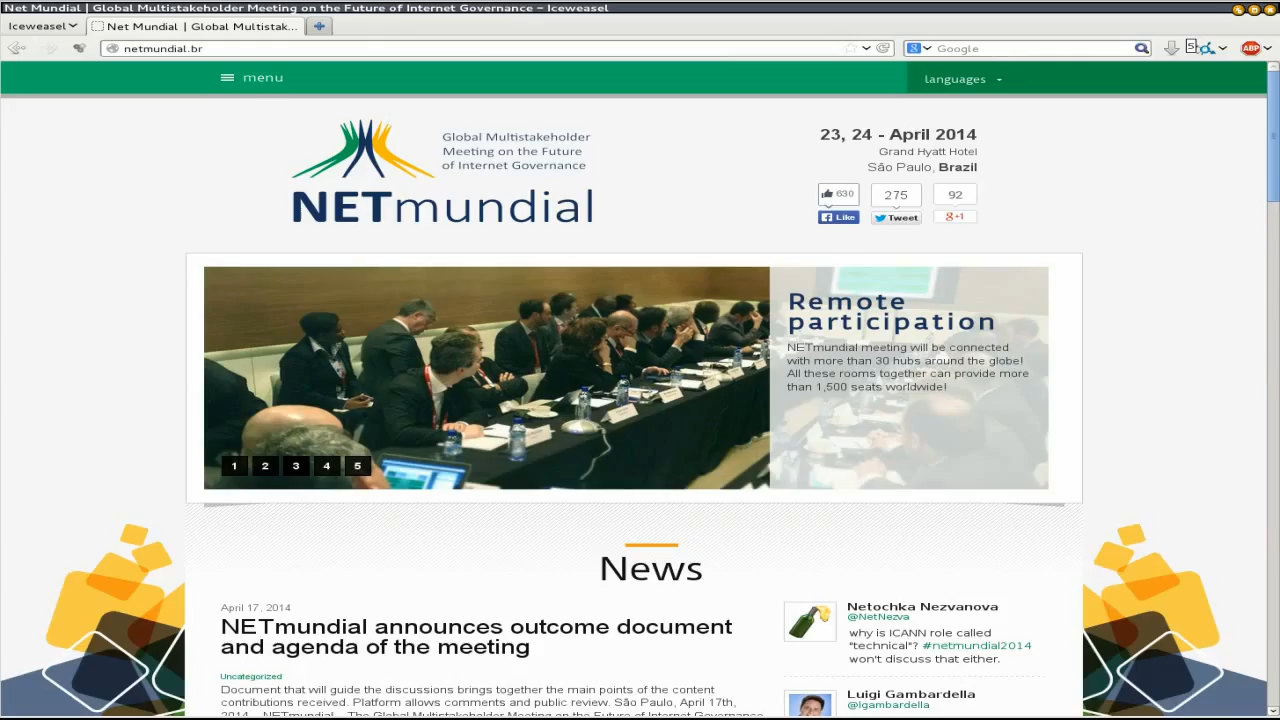 Net Mundial | Global Multistakeholder Meeting on the Future of Internet Governance – Iceweasel
Iceweasel
Net Mundial | Global Multistak...
netmundial.br
Google
ABP
menu
languages
Global Multistakeholder
Meeting on the Future
of Internet Governance
NETmundial
23, 24 - April 2014
Grand Hyatt Hotel
São Paulo, Brazil
630
275
92
Like
Tweet
+1
Remote
participation
NETmundial meeting will be connected
with more than 30 hubs around the globe!
All these rooms together can provide more
than 1,500 seats worldwide!
1 2 3 4 5
News
April 17, 2014
NETmundial announces outcome document
and agenda of the meeting
Uncategorized
Document that will guide the discussions brings together the main points of the content
contributions received. Platform allows comments and public review. São Paulo, April 17th,
2014 – NETmundial – The Global Multistakeholder Meeting on the Future of Internet Governance
Netochka Nezvanova
@NetNezva
why is ICANN role called
"technical"? #netmundial2014
won't discuss that either.
Luigi Gambardella
@lgambardella